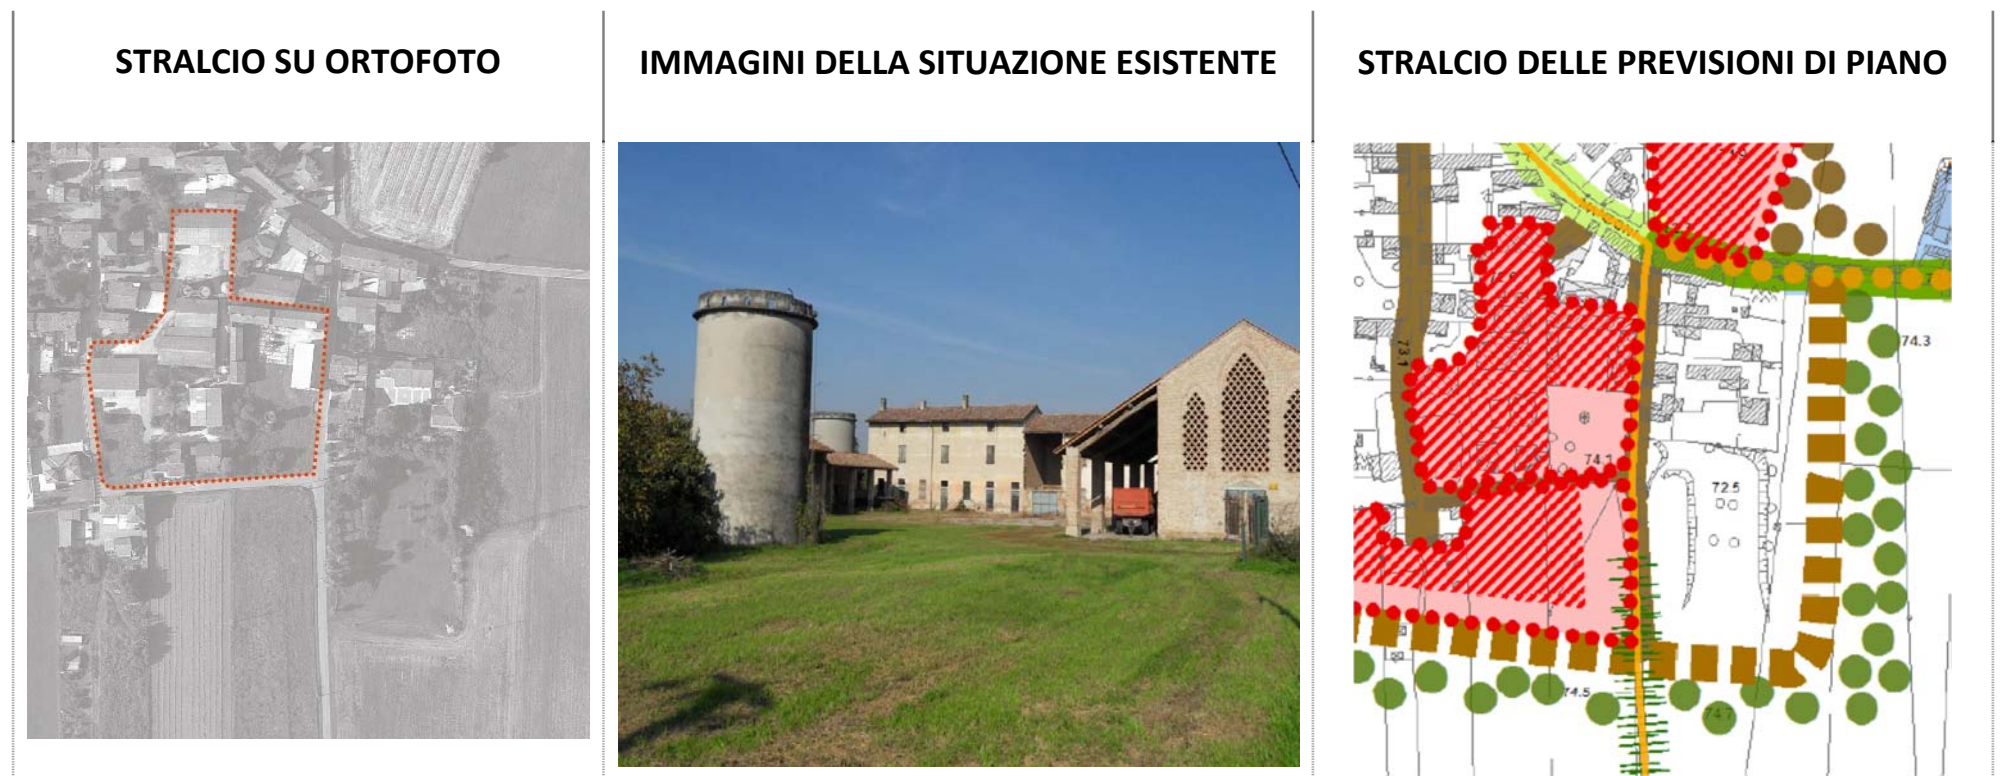 STRALCIO SU ORTOFOTO
IMMAGINI DELLA SITUAZIONE ESISTENTE
STRALCIO DELLE PREVISIONI DI PIANO
74.3
73.1
74.1
72.5
74.5
74.7